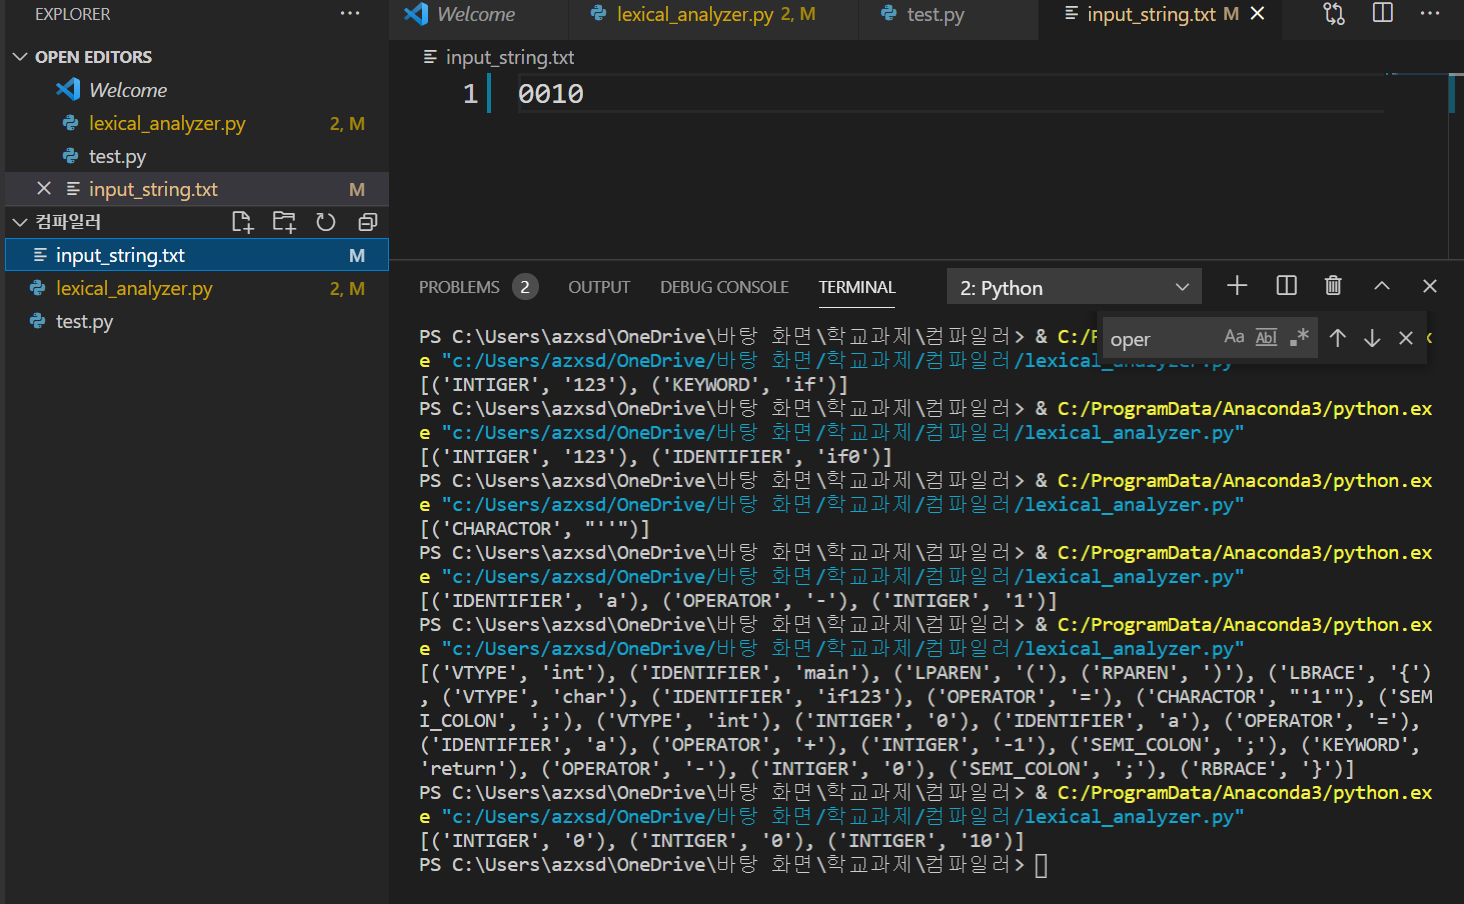 EXPLORER
OPEN EDITORS
Welcome
lexical_analyzer.py 2, M
test.py
input_string.txt M
컴파일러
input_string.txt M
lexical_analyzer.py 2, M
test.py
Welcome lexical_analyzer.py 2, M test.py input_string.txt M
input_string.txt
1 0010
PROBLEMS 2 OUTPUT DEBUG CONSOLE TERMINAL 2: Python
oper Aa Abl .*
PS C:\Users\azxsd\OneDrive\바탕 화면\학교과제\컴파일러> & C:/
e "c:/Users/azxsd/OneDrive/바탕 화면/학교과제/컴파일러/lexical_analyzer.py"
[('INTIGER', '123'), ('KEYWORD', 'if')]
PS C:\Users\azxsd\OneDrive\바탕 화면\학교과제\컴파일러> & C:/ProgramData/Anaconda3/python.ex
e "c:/Users/azxsd/OneDrive/바탕 화면/학교과제/컴파일러/lexical_analyzer.py"
[('INTIGER', '123'), ('IDENTIFIER', 'if0')]
PS C:\Users\azxsd\OneDrive\바탕 화면\학교과제\컴파일러> & C:/ProgramData/Anaconda3/python.ex
e "c:/Users/azxsd/OneDrive/바탕 화면/학교과제/컴파일러/lexical_analyzer.py"
[('CHARACTOR', "''")]
PS C:\Users\azxsd\OneDrive\바탕 화면\학교과제\컴파일러> & C:/ProgramData/Anaconda3/python.ex
e "c:/Users/azxsd/OneDrive/바탕 화면/학교과제/컴파일러/lexical_analyzer.py"
[('IDENTIFIER', 'a'), ('OPERATOR', '-'), ('INTIGER', '1')]
PS C:\Users\azxsd\OneDrive\바탕 화면\학교과제\컴파일러> & C:/ProgramData/Anaconda3/python.ex
e "c:/Users/azxsd/OneDrive/바탕 화면/학교과제/컴파일러/lexical_analyzer.py"
[('VTYPE', 'int'), ('IDENTIFIER', 'main'), ('LPAREN', '('), ('RPAREN', ')'), ('LBRACE', '{')
, ('VTYPE', 'char'), ('IDENTIFIER', 'if123'), ('OPERATOR', '='), ('CHARACTOR', "'1'"), ('SEM
I_COLON', ';'), ('VTYPE', 'int'), ('INTIGER', '0'), ('IDENTIFIER', 'a'), ('OPERATOR', '='),
('IDENTIFIER', 'a'), ('OPERATOR', '+'), ('INTIGER', '-1'), ('SEMI_COLON', ';'), ('KEYWORD',
'return'), ('OPERATOR', '-'), ('INTIGER', '0'), ('SEMI_COLON', ';'), ('RBRACE', '}')]
PS C:\Users\azxsd\OneDrive\바탕 화면\학교과제\컴파일러> & C:/ProgramData/Anaconda3/python.ex
e "c:/Users/azxsd/OneDrive/바탕 화면/학교과제/컴파일러/lexical_analyzer.py"
[('INTIGER', '0'), ('INTIGER', '0'), ('INTIGER', '10')]
PS C:\Users\azxsd\OneDrive\바탕 화면\학교과제\컴파일러>